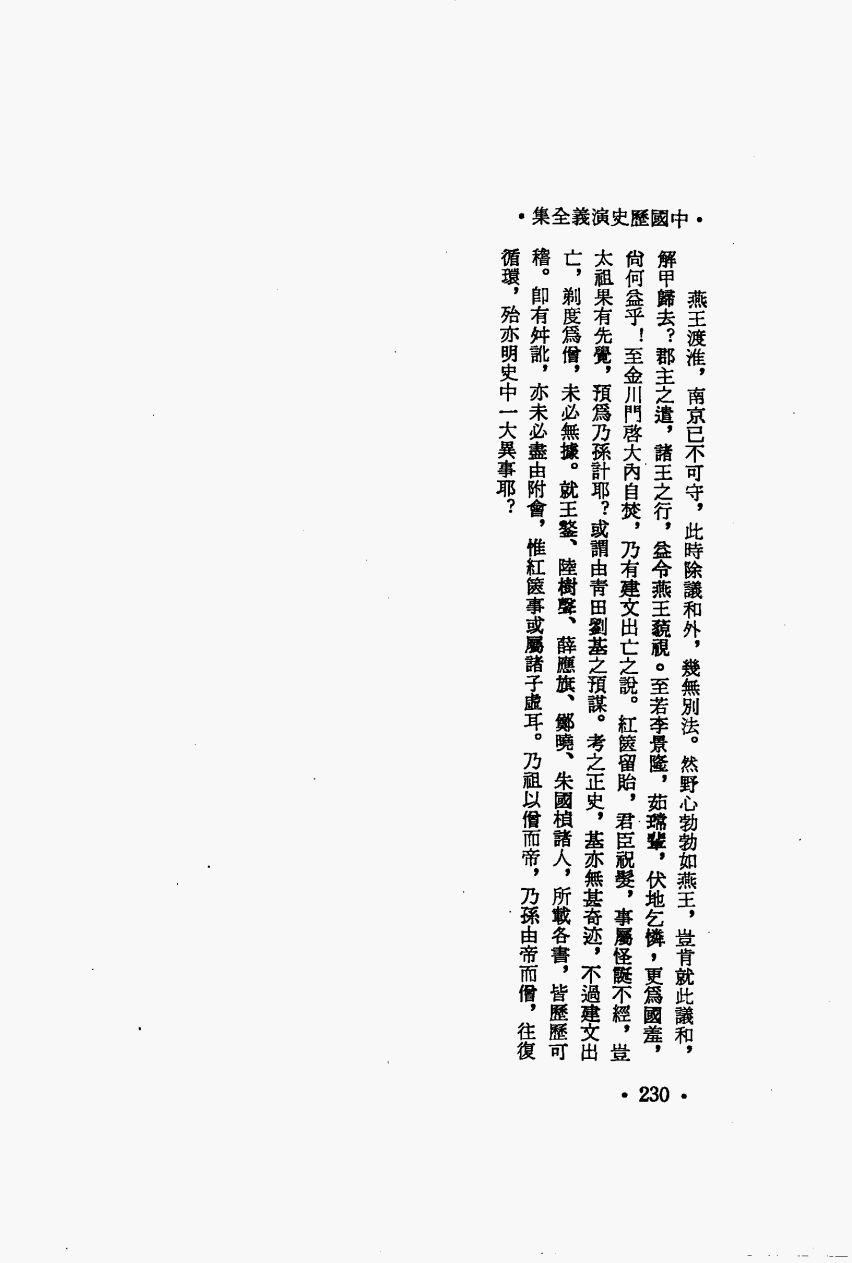 ·中國歷史演義全集·
燕王渡淮，南京已不可守，此時除議和外，幾無別法。然野心勃勃如燕王，豈肯就此議和，
解甲歸去？郡主之遣，諸王之行，益令燕王藐視。至若李景隆，茹瑺輩，伏地乞憐，更爲國羞，
尙何益乎！至金川門啓大內自焚，乃有建文出亡之說。紅篋留貽，君臣祝髮，事屬怪誕不經，豈
太祖果有先覺，預爲乃孫計耶？或謂由靑田劉基之預謀。考之正史，基亦無甚奇迹，不過建文出
亡，剃度爲僧，未必無據。就王鏊、陸樹聲、薛應旗、鄭曉、朱國楨諸人，所載各書，皆歷歷可
稽。卽有舛訛，亦未必盡由附會，惟紅篋事或屬諸子虛耳。乃祖以僧而帝，乃孫由帝而僧，往復
循環，殆亦明史中一大異事耶？
·230·